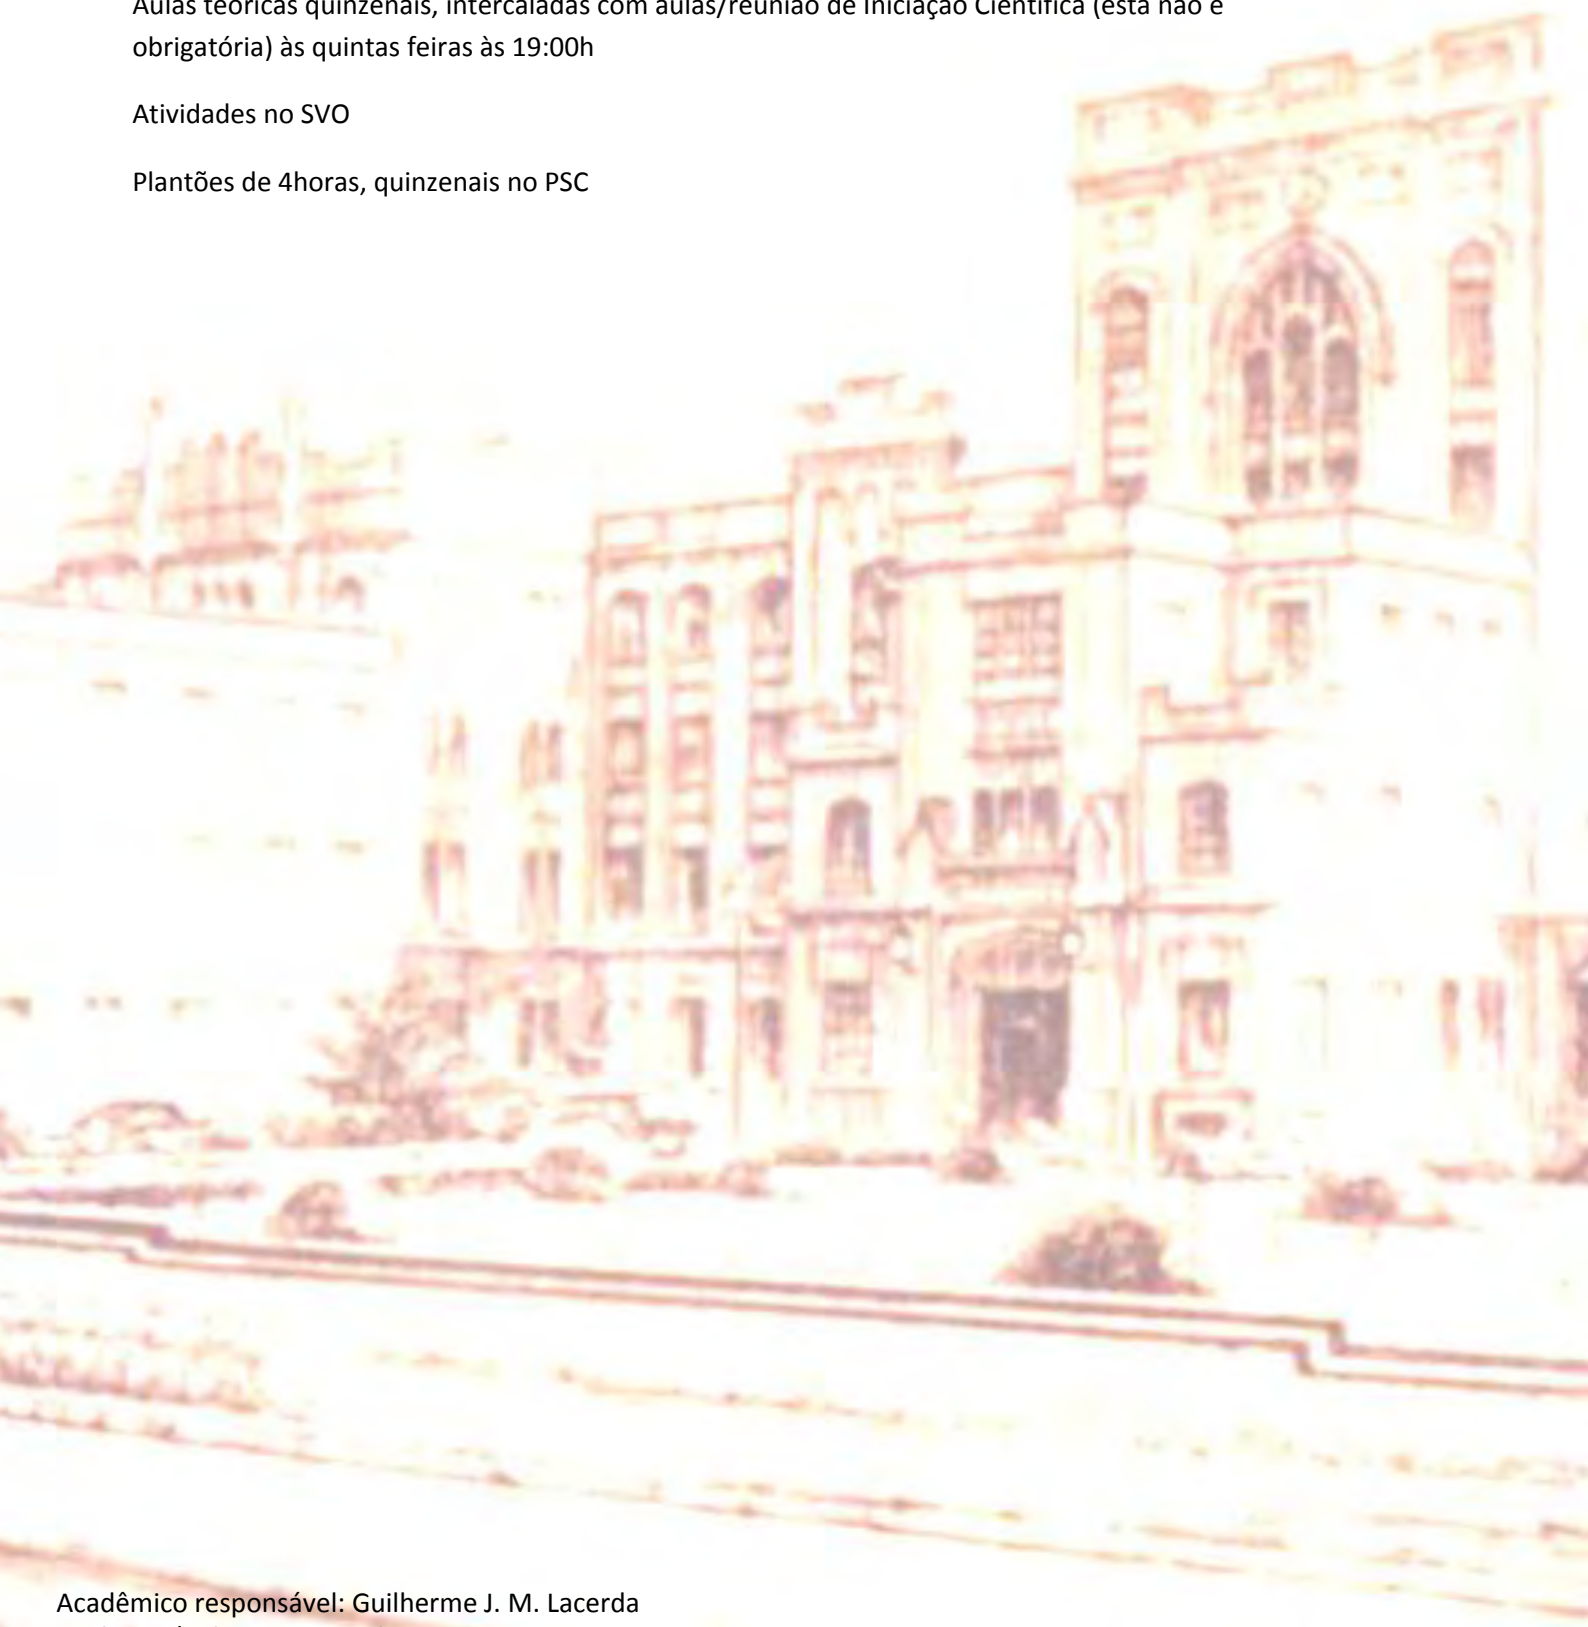 Aulas teóricas quinzenais, intercaladas com aulas/reunião de Iniciação Científica (esta não é
obrigatória) às quintas feiras às 19:00h
Atividades no SVO
Plantões de 4horas, quinzenais no PSC
Acadêmico responsável: Guilherme J. M. Lacerda